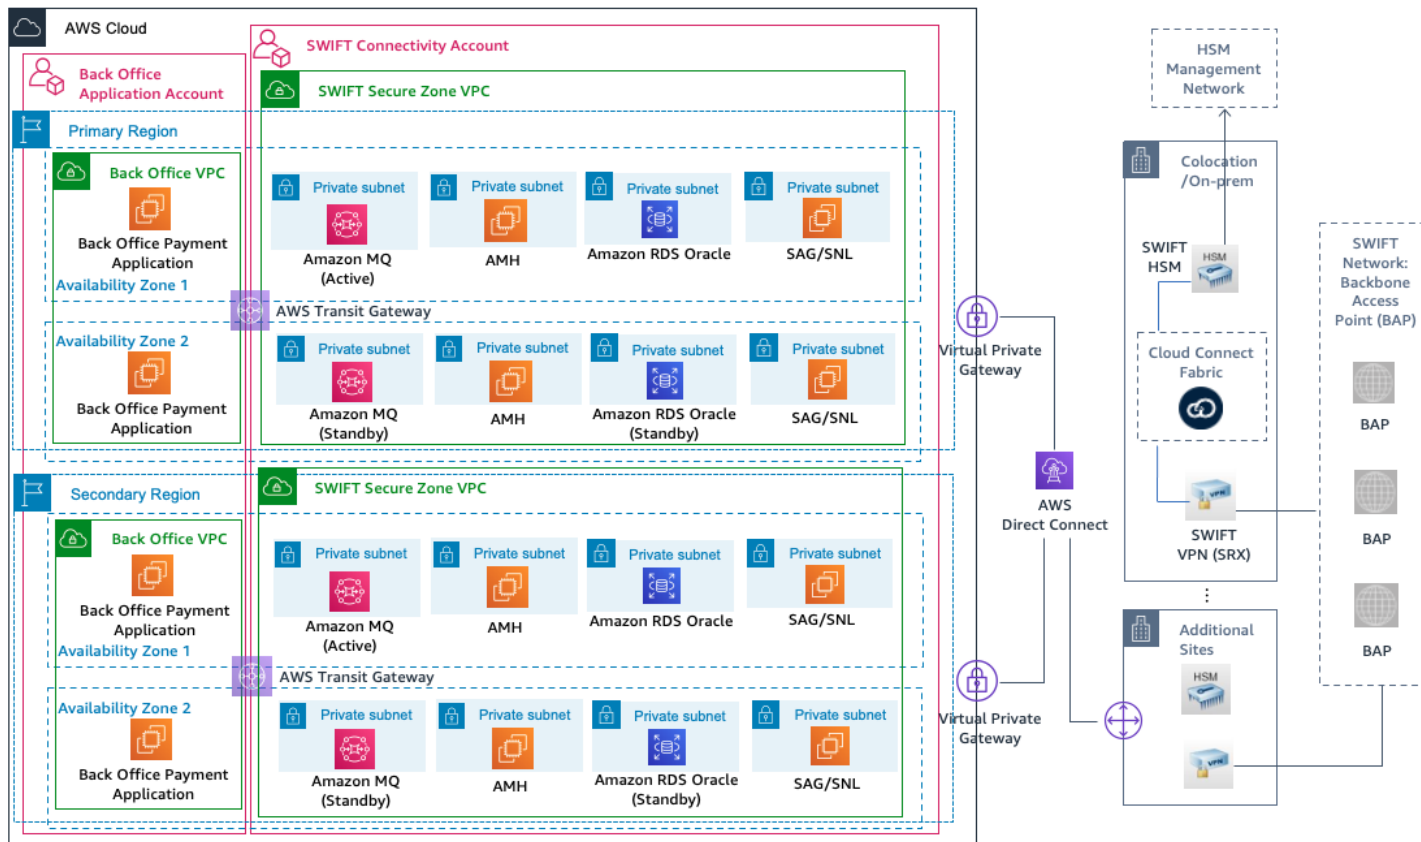 AWS Cloud
SWIFT Connectivity Account
Back Office
Application Account
SWIFT Secure Zone VPC
Primary Region
Back Office VPC
Back Office Payment
Application
Availability Zone 1
Private subnet
Amazon MQ
(Active)
Private subnet
AMH
Private subnet
Amazon RDS Oracle
Private subnet
SAG/SNL
AWS Transit Gateway
Availability Zone 2
Back Office Payment
Application
Private subnet
Amazon MQ
(Standby)
Private subnet
AMH
Private subnet
Amazon RDS Oracle
(Standby)
Private subnet
SAG/SNL
Virtual Private
Gateway
Secondary Region
SWIFT Secure Zone VPC
Back Office VPC
Back Office Payment
Application
Availability Zone 1
Private subnet
Amazon MQ
(Active)
Private subnet
AMH
Private subnet
Amazon RDS Oracle
Private subnet
SAG/SNL
AWS Transit Gateway
Availability Zone 2
Back Office Payment
Application
Private subnet
Amazon MQ
(Standby)
Private subnet
AMH
Private subnet
Amazon RDS Oracle
(Standby)
Private subnet
SAG/SNL
Virtual Private
Gateway
AWS
Direct Connect
HSM
Management
Network
Colocation
/On-prem
SWIFT
HSM
HSM
Cloud Connect
Fabric
VPN
SWIFT
VPN (SRX)
Additional
Sites
HSM
VPN
SWIFT
Network:
Backbone
Access
Point (BAP)
BAP
BAP
BAP